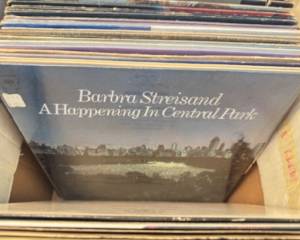 Barbra Streisand
A Happening In Central Park